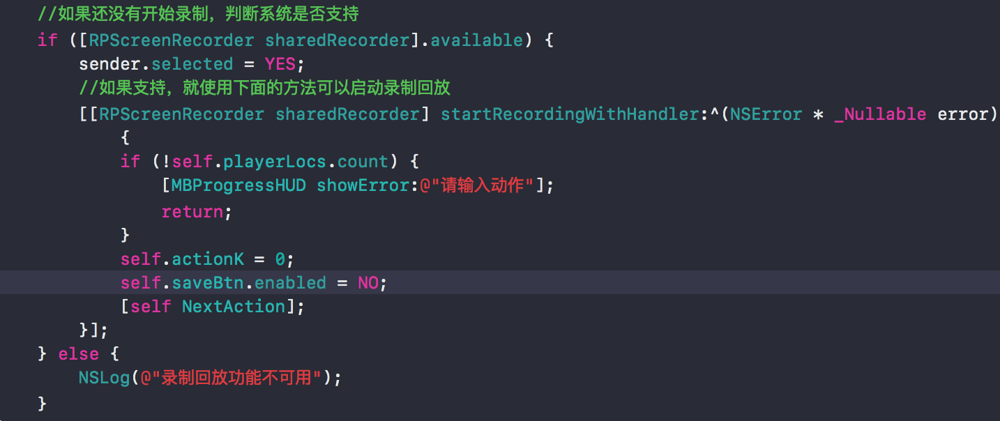 //如果还没有开始录制，判断系统是否支持
if ([RPScreenRecorder sharedRecorder].available) {
sender.selected = YES;
//如果支持，就使用下面的方法可以启动录制回放
[[RPScreenRecorder sharedRecorder] startRecordingWithHandler:^(NSError * _Nullable error)
{
if (!self.playerLocs.count) {
[MBProgressHUD showError:@"请输入动作"];
return;
}
self.actionK = 0;
self.saveBtn.enabled = NO;
[self NextAction];
}];
} else {
NSLog(@"录制回放功能不可用");
}